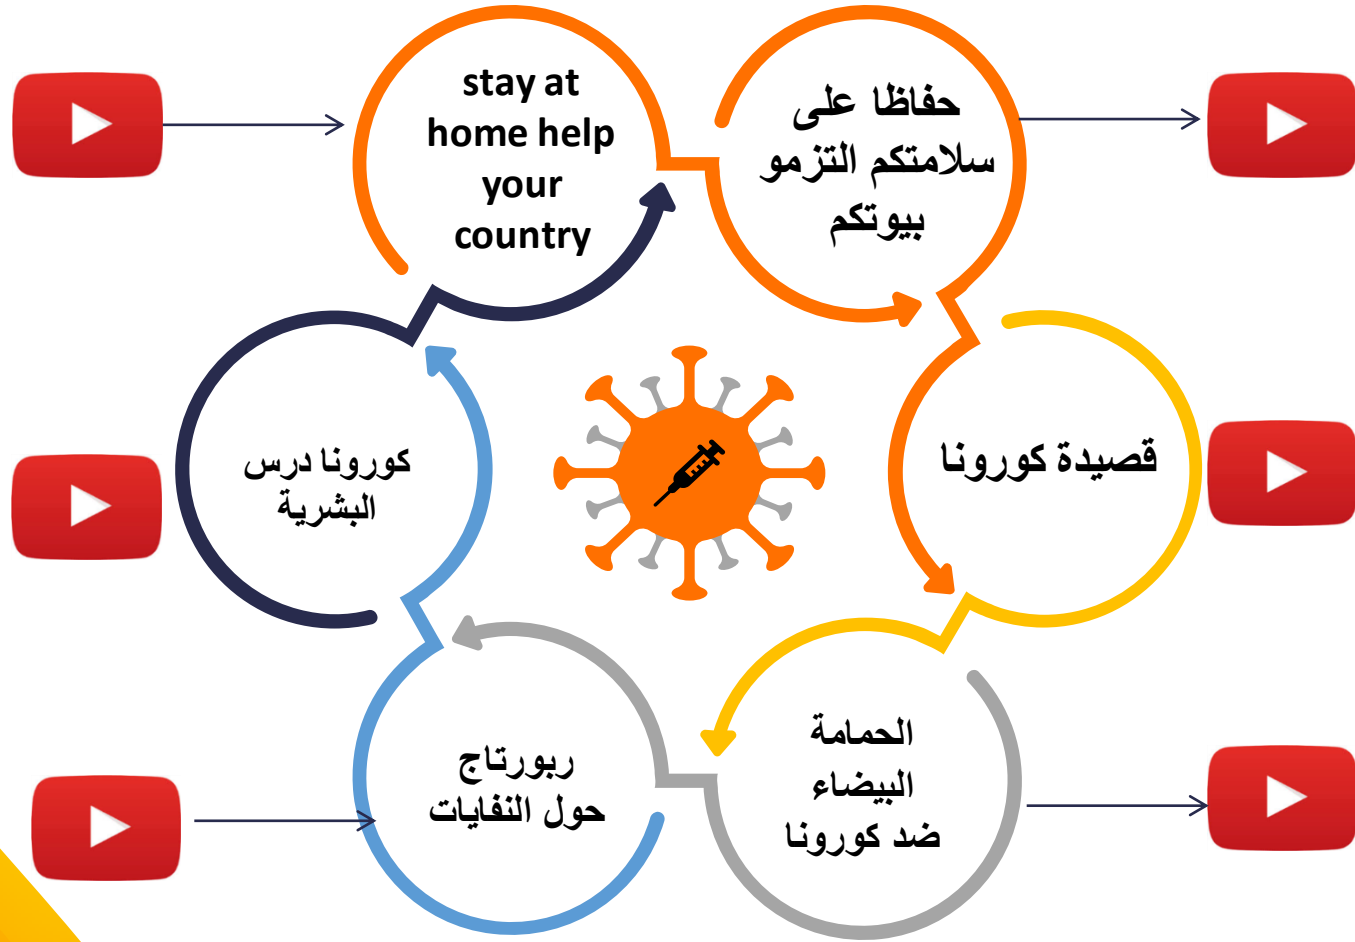 stay at
home help
your
country
حفاظا على
سلامتكم التزمو
بيوتكم
كورونا درس
البشرية
قصيدة كورونا
ربورتاج
حول النفايات
الحمامة
البيضاء
ضد كورونا